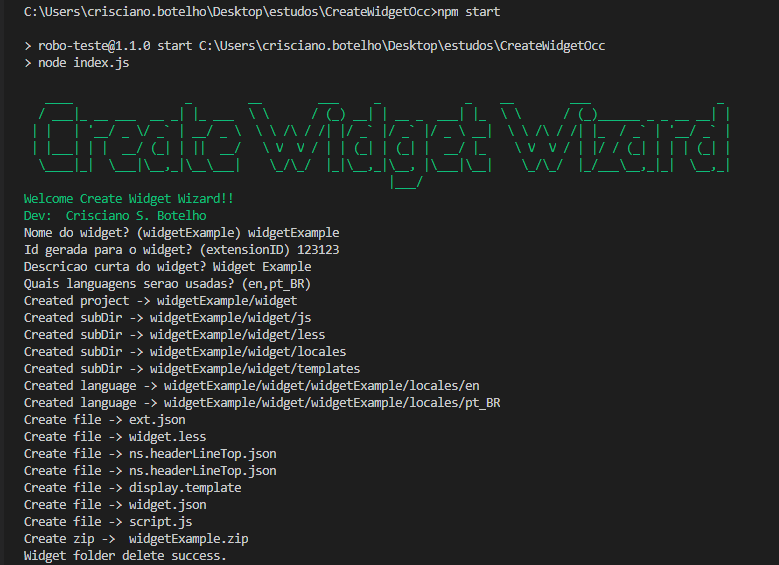 C:\Users\crisciano.botelho\Desktop\estudos\CreateWidgetOcc>npm start
> robo-teste@1.1.0 start C:\Users\crisciano.botelho\Desktop\estudos\CreateWidgetOcc
> node index.js
Create Widget Wizard
Welcome Create Widget Wizard!!
Dev:  Crisciano S. Botelho
Nome do widget? (widgetExample) widgetExample
Id gerada para o widget? (extensionID) 123123
Descricao curta do widget? Widget Example
Quais languagens serao usadas? (en,pt_BR)
Created project -> widgetExample/widget
Created subDir -> widgetExample/widget/js
Created subDir -> widgetExample/widget/less
Created subDir -> widgetExample/widget/locales
Created subDir -> widgetExample/widget/templates
Created language -> widgetExample/widget/widgetExample/locales/en
Created language -> widgetExample/widget/widgetExample/locales/pt_BR
Create file -> ext.json
Create file -> widget.less
Create file -> ns.headerLineTop.json
Create file -> ns.headerLineTop.json
Create file -> display.template
Create file -> widget.json
Create file -> script.js
Create zip ->  widgetExample.zip
Widget folder delete success.